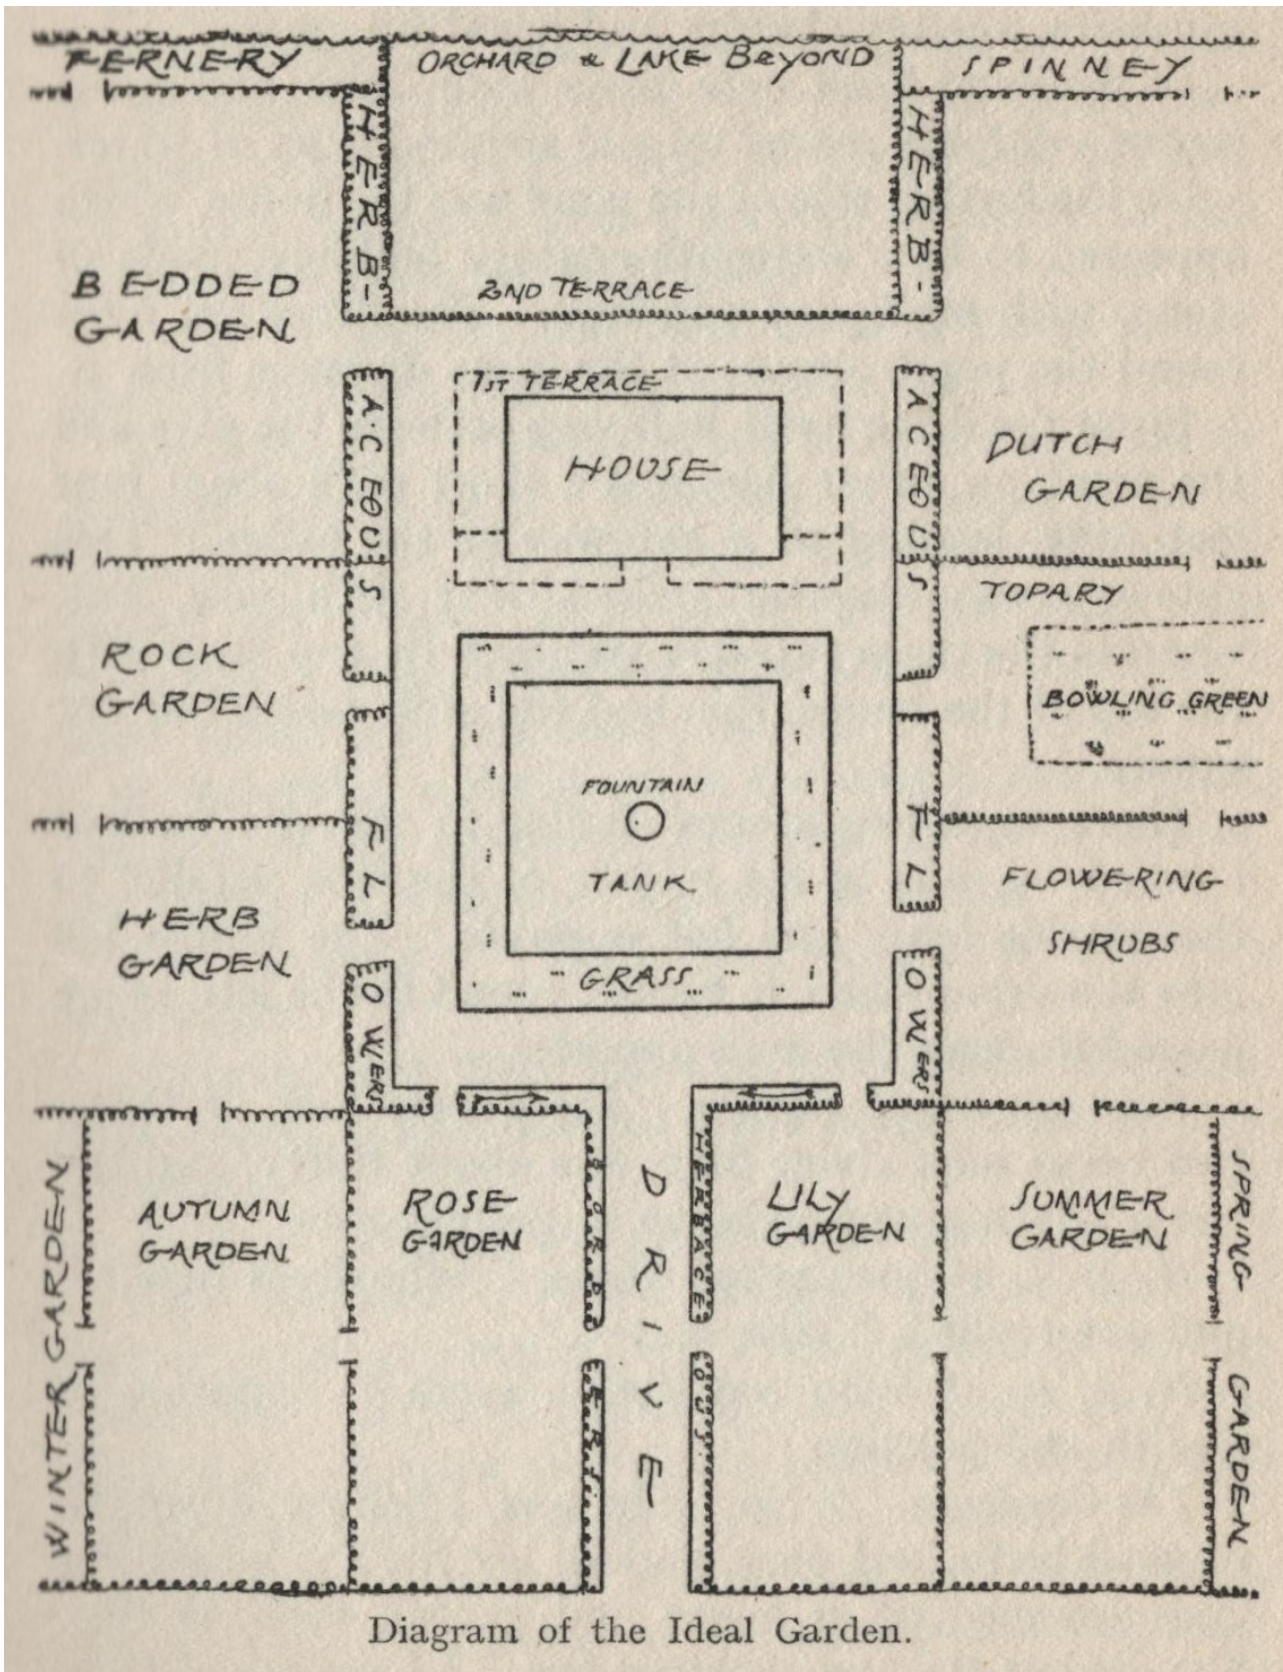 FERNERY
ORCHARD & LAKE BEYOND
SPINNEY
HERB-
HERB-
BEDDED
GARDEN
2ND TERRACE
1ST TERRACE
HOUSE
ACEOUS
ACEOUS
DUTCH
GARDEN
TOPARY
BOWLING GREEN
ROCK
GARDEN
FOUNTAIN
TANK
GRASS
FL
OWERS
FL
OWERS
HERB
GARDEN
FLOWERING
SHRUBS
WINTER GARDEN
AUTUMN
GARDEN
ROSE
GARDEN
DRIVE
HERBACE
OUS
LILY
GARDEN
SUMMER
GARDEN
SPRING
GARDEN
Diagram of the Ideal Garden.